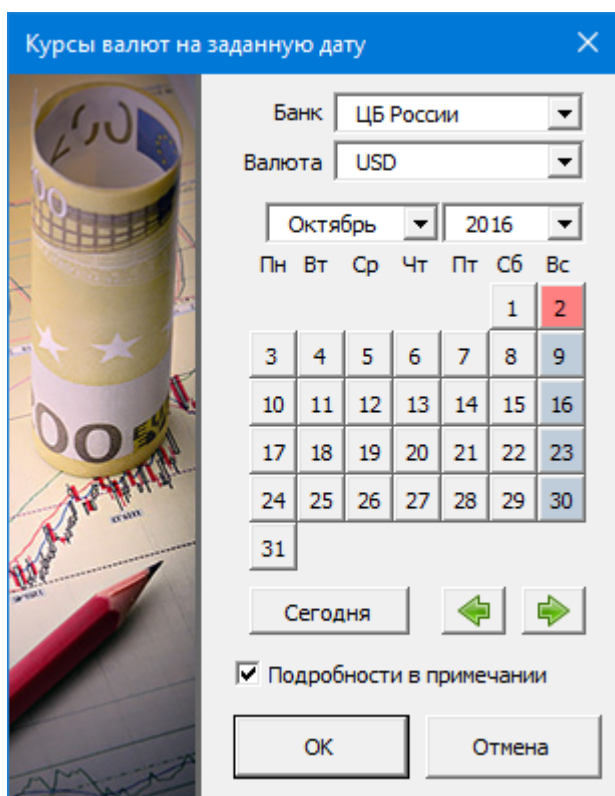 Курсы валют на заданную дату
Банк ЦБ России
Валюта USD
Октябрь 2016
Пн Вт Ср Чт Пт Сб Вс
1 2
3 4 5 6 7 8 9
10 11 12 13 14 15 16
17 18 19 20 21 22 23
24 25 26 27 28 29 30
31
Сегодня
Подробности в примечании
ОК Отмена